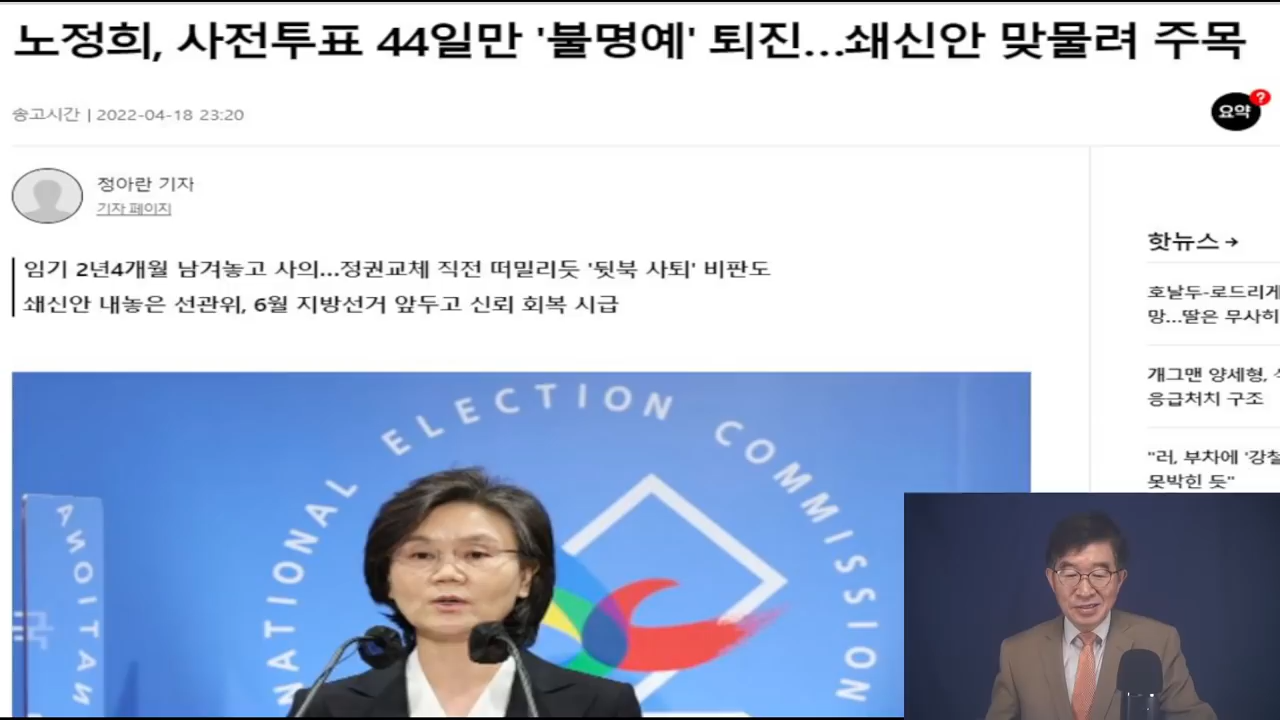 노정희, 사전투표 44일만 '불명예' 퇴진...쇄신안 맞물려 주목
송고시간 | 2022-04-18 23:20
요약
?
정아란 기자
기자 페이지
임기 2년4개월 남겨놓고 사의...정권교체 직전 떠밀리듯 '뒷북 사퇴' 비판도
쇄신안 내놓은 선관위, 6월 지방선거 앞두고 신뢰 회복 시급
핫뉴스→
호날두-로드리게
망...딸은 무사히
개그맨 양세형,
응급처치 구조
"러, 부차에 '강철
못박힌 듯"
NATIONAL ELECTION COMMISSION
NATIONA
국